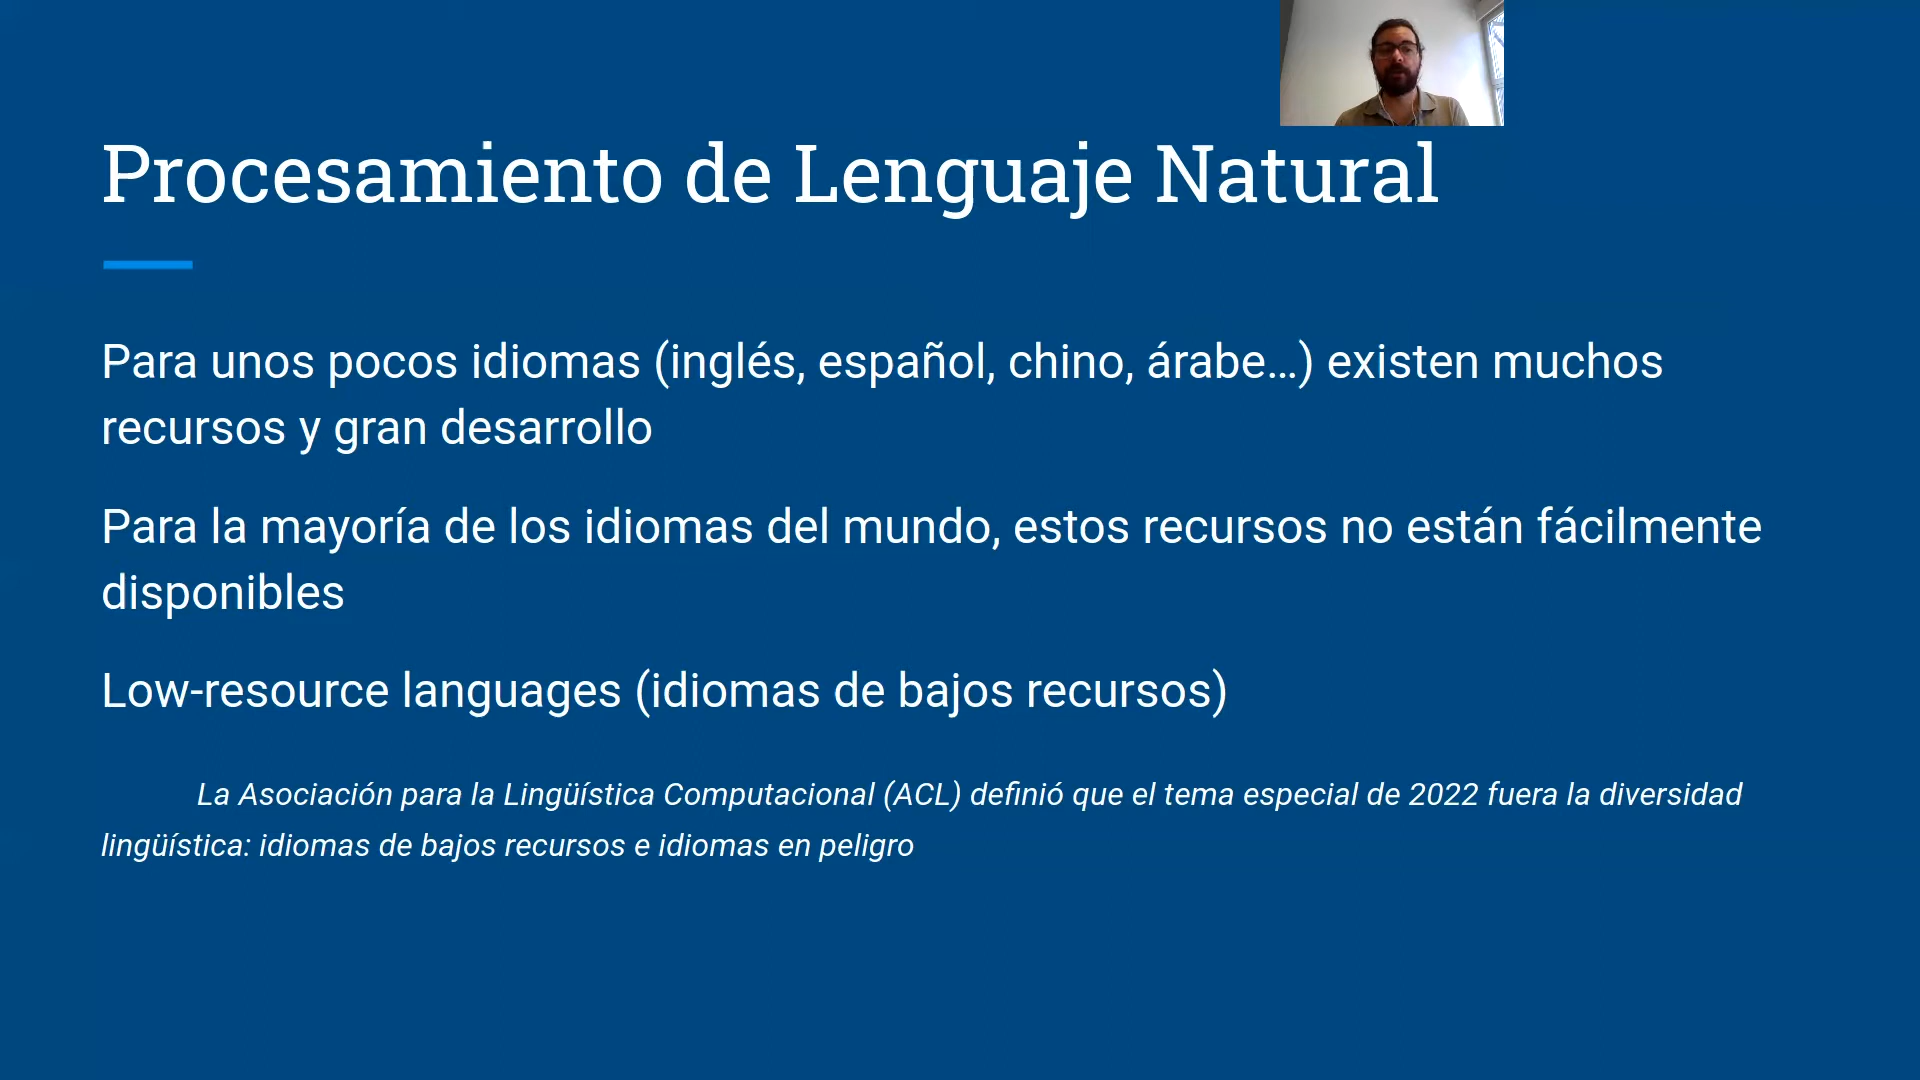 Procesamiento de Lenguaje Natural
Para unos pocos idiomas (inglés, español, chino, árabe…) existen muchos
recursos y gran desarrollo
Para la mayoría de los idiomas del mundo, estos recursos no están fácilmente
disponibles
Low-resource languages (idiomas de bajos recursos)
La Asociación para la Lingüística Computacional (ACL) definió que el tema especial de 2022 fuera la diversidad
lingüística: idiomas de bajos recursos e idiomas en peligro